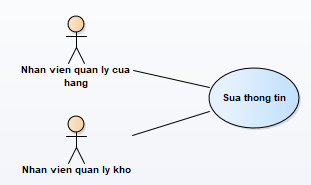 Nhan vien quan ly cua
hang
Sua thong tin
Nhan vien quan ly kho